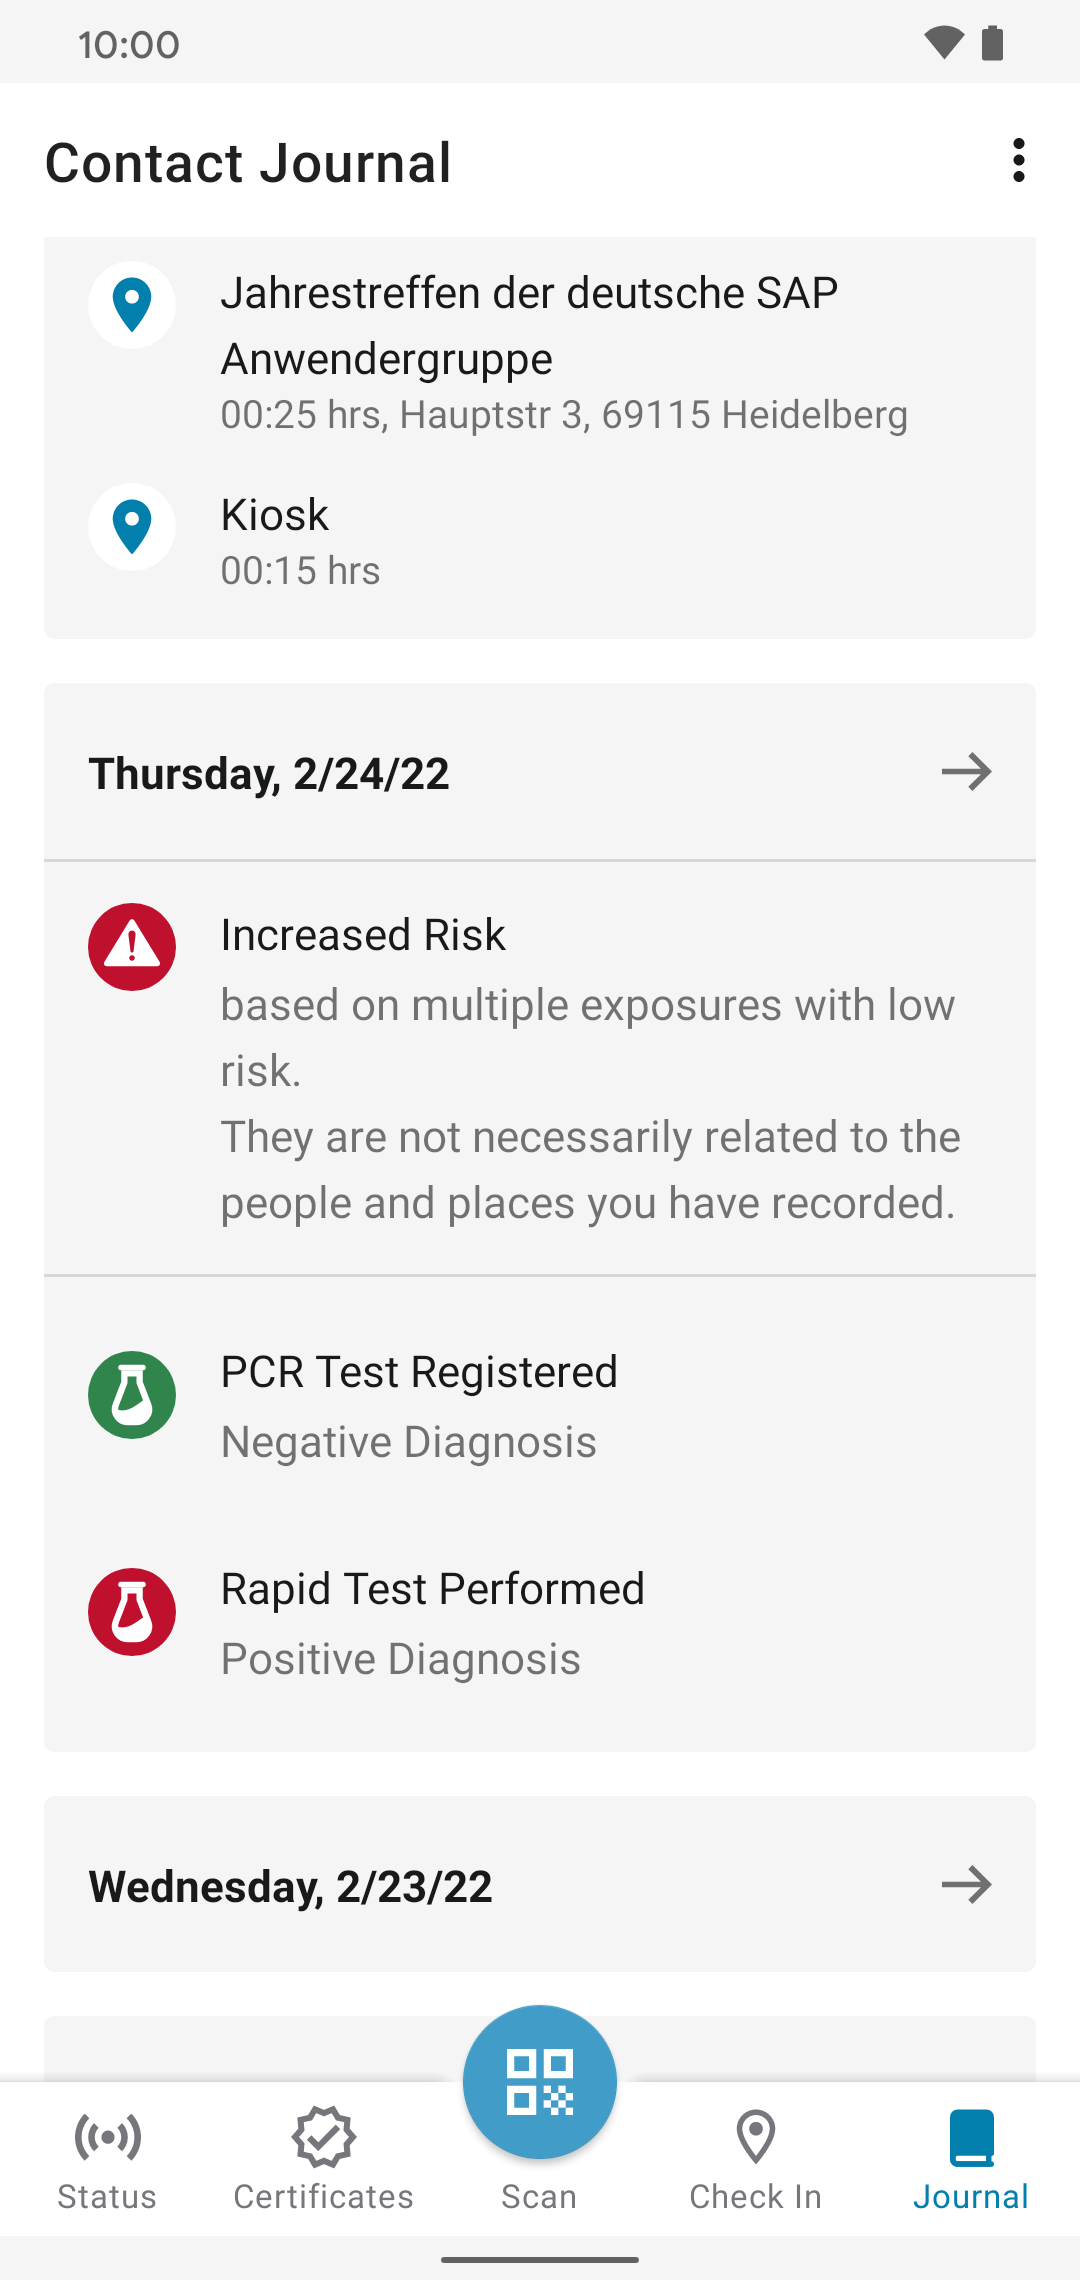 10:00
Contact Journal
Jahrestreffen der deutsche SAP
Anwendergruppe
00:25 hrs, Hauptstr 3, 69115 Heidelberg
Kiosk
00:15 hrs
Thursday, 2/24/22
Increased Risk
based on multiple exposures with low
risk.
They are not necessarily related to the
people and places you have recorded.
PCR Test Registered
Negative Diagnosis
Rapid Test Performed
Positive Diagnosis
Wednesday, 2/23/22
Status
Certificates
Scan
Check In
Journal